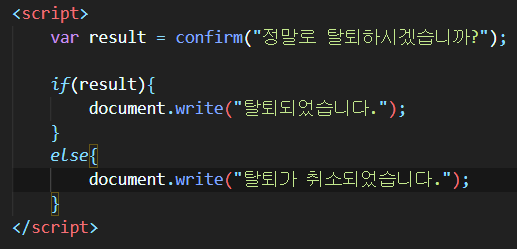 <script>
var result = confirm("정말로 탈퇴하시겠습니까?");
if(result){
document.write("탈퇴되었습니다.");
}
else{
document.write("탈퇴가 취소되었습니다.");
}
</script>